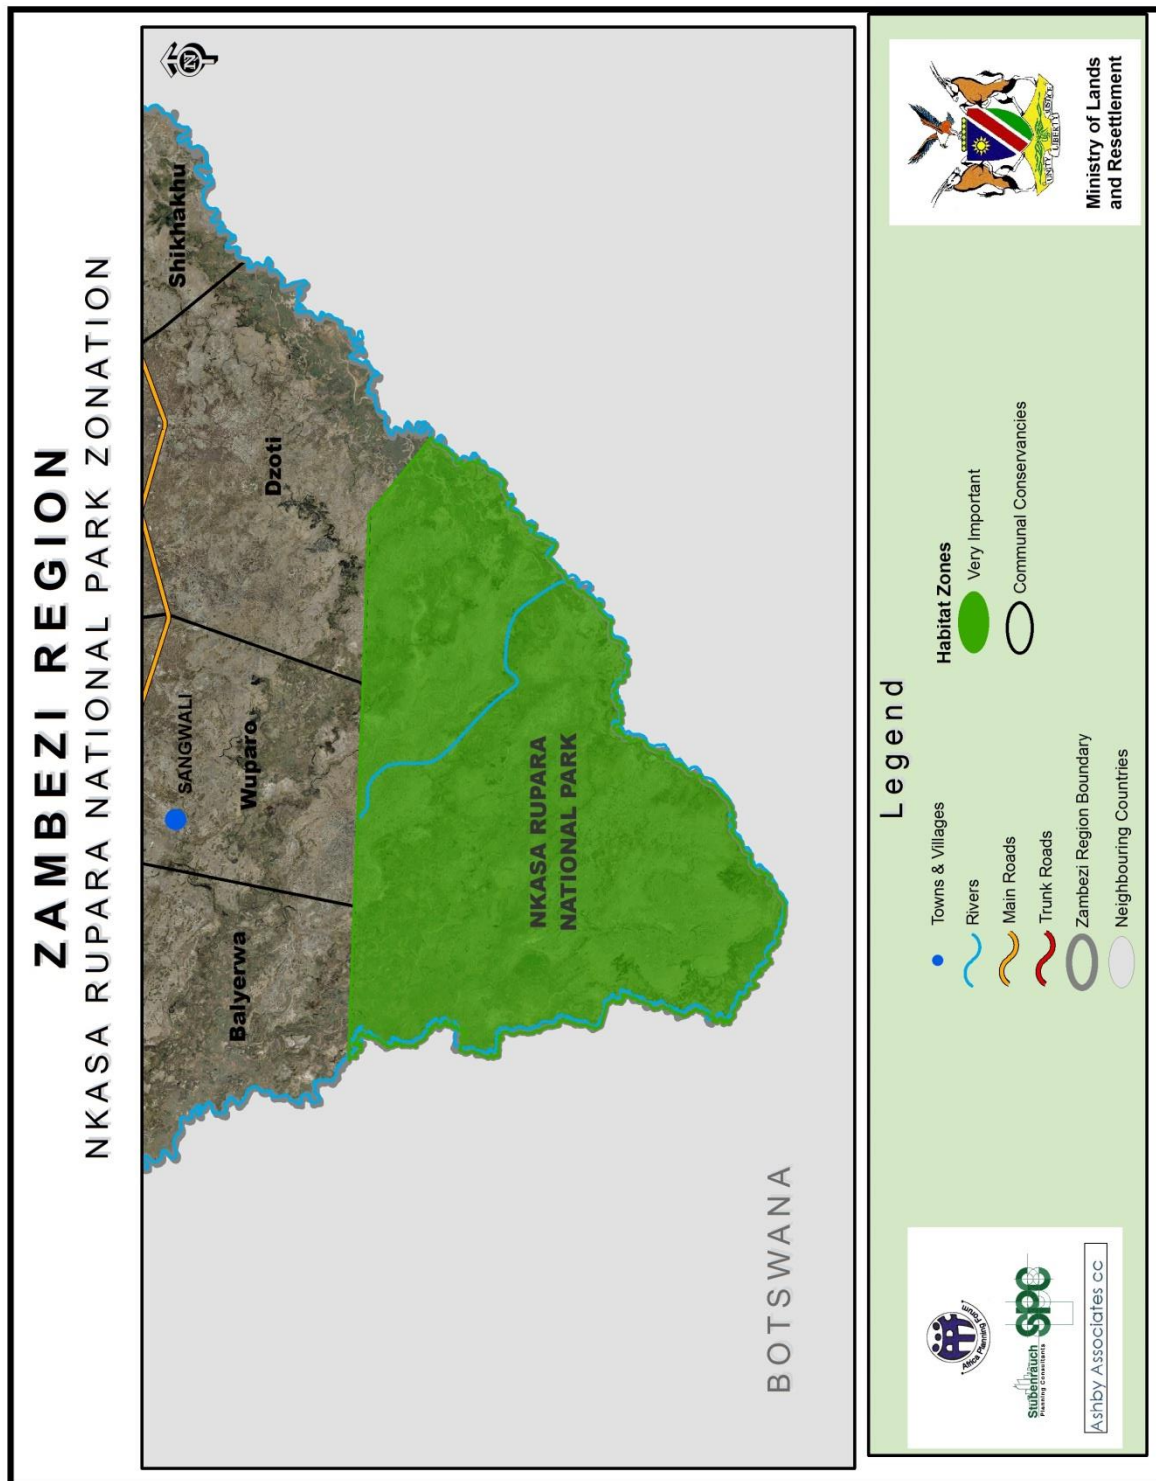 ZAMBEZI REGION
NKASA RUPARA NATIONAL PARK ZONATION
N
SANGWALI
Shikhakhu
Balyerwa
Wuparo
Dzoti
NKASA RUPARA
NATIONAL PARK
BOTSWANA
Legend
Towns & Villages
Rivers
Main Roads
Trunk Roads
Zambezi Region Boundary
Neighbouring Countries
Habitat Zones
Very Important
Communal Conservancies
Africa Planning Forum
Stubenrauch
Planning Consultants
spc
Ashby Associates cc
UNITY LIBERTY JUSTICE
Ministry of Lands
and Resettlement